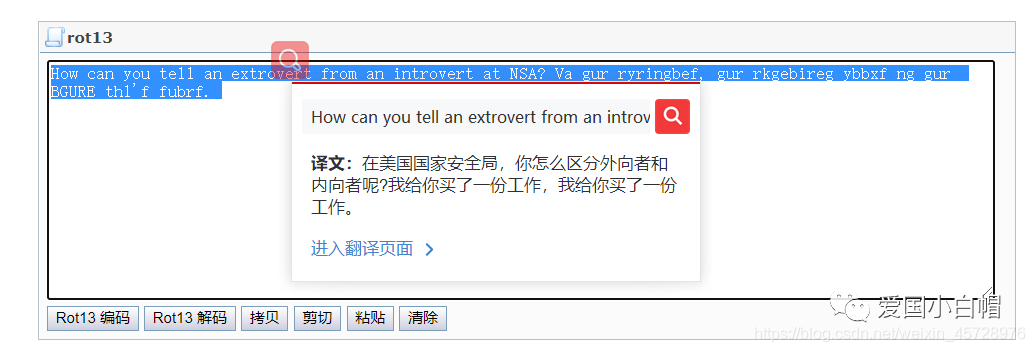 rot13
How can you tell an extrovert from an introvert at NSA? Va gur ryringbef, gur rkgebireg ybbxf ng gur
BGURE thl'f fubrf.
How can you tell an extrovert from an introv
译文：在美国国家安全局，你怎么区分外向者和
内向者呢?我给你买了一份工作，我给你买了一份
工作。
进入翻译页面 >
Rot13 编码 Rot13 解码 拷贝 剪切 粘贴 清除
爱国小白帽
https://blog.csdn.net/weixin_45728976